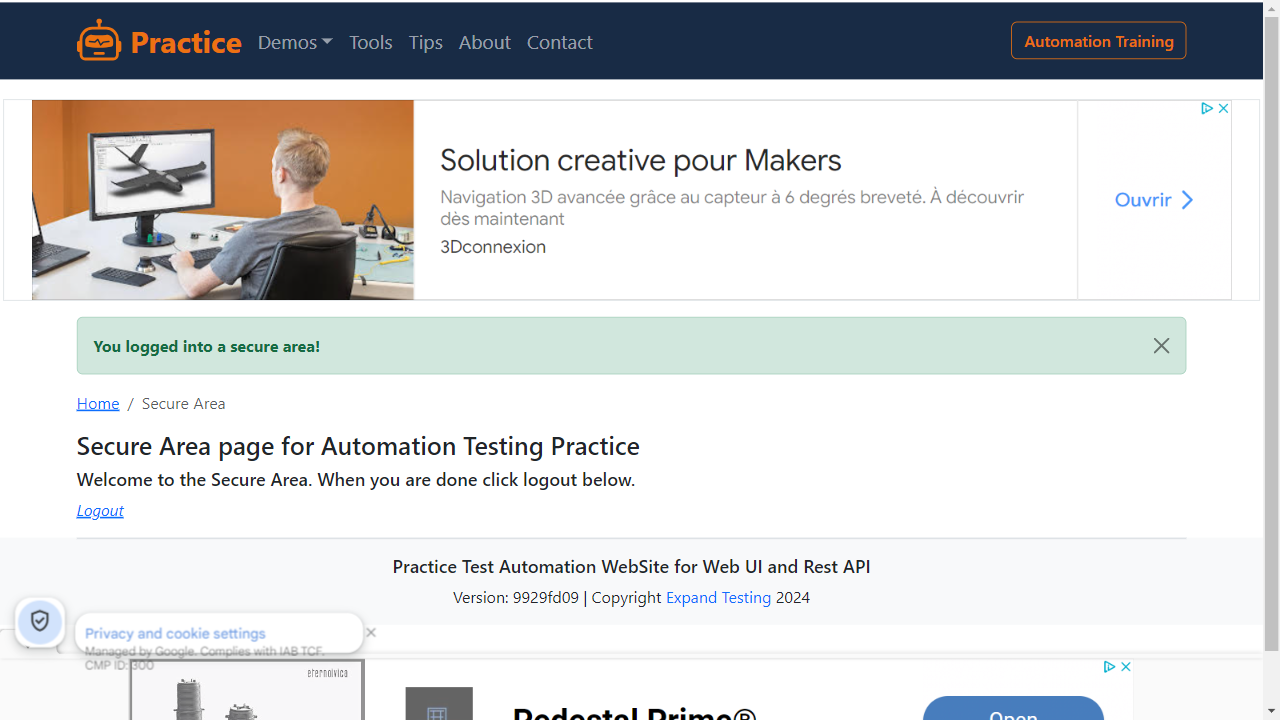 Practice Demos Tools Tips About Contact Automation Training
Solution creative pour Makers
Navigation 3D avancée grâce au capteur à 6 degrés breveté. À découvrir
dès maintenant
3Dconnexion
Ouvrir
You logged into a secure area!
Home / Secure Area
Secure Area page for Automation Testing Practice
Welcome to the Secure Area. When you are done click logout below.
Logout
Practice Test Automation WebSite for Web UI and Rest API
Version: 9929fd09 | Copyright Expand Testing 2024
Privacy and cookie settings
Managed by Google. Complies with IAB TCF.
CMP ID: 300
eternoivica
Pedestal Prime®
Open